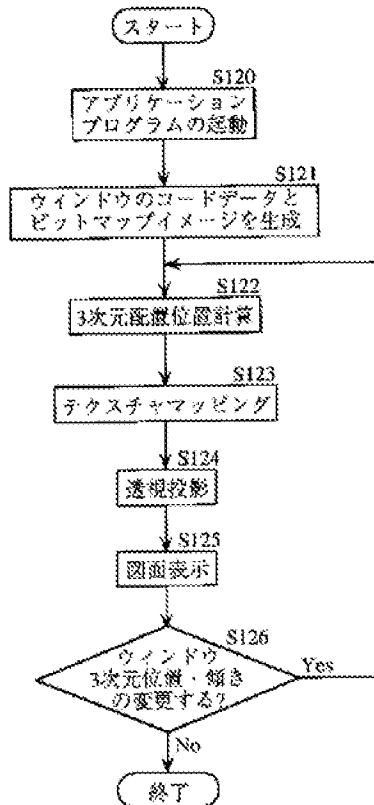 スタート
S120
アプリケーション
プログラムの起動
S121
ウィンドウのコードデータと
ビットマップイメージを生成
S122
3次元配置位置計算
S123
テクスチャマッピング
S124
透視投影
S125
図面表示
S126
ウィンドウ
3次元位置・傾き
の変更する?
Yes
No
終了